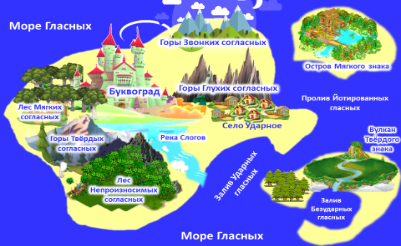 Море Гласных
Горы Звонких согласных
Остров Мягкого знака
Буквоград
Горы Глухих согласных
Лес Мягких
согласных
Пролив Йотированных
гласных
Село Ударное
Вулкан
Твёрдого
знака
Горы Твёрдых
согласных
Река Слогов
Залив Ударных
гласных
Лес
Непроизносимых
согласных
Залив
Безударных
гласных
Море Гласных